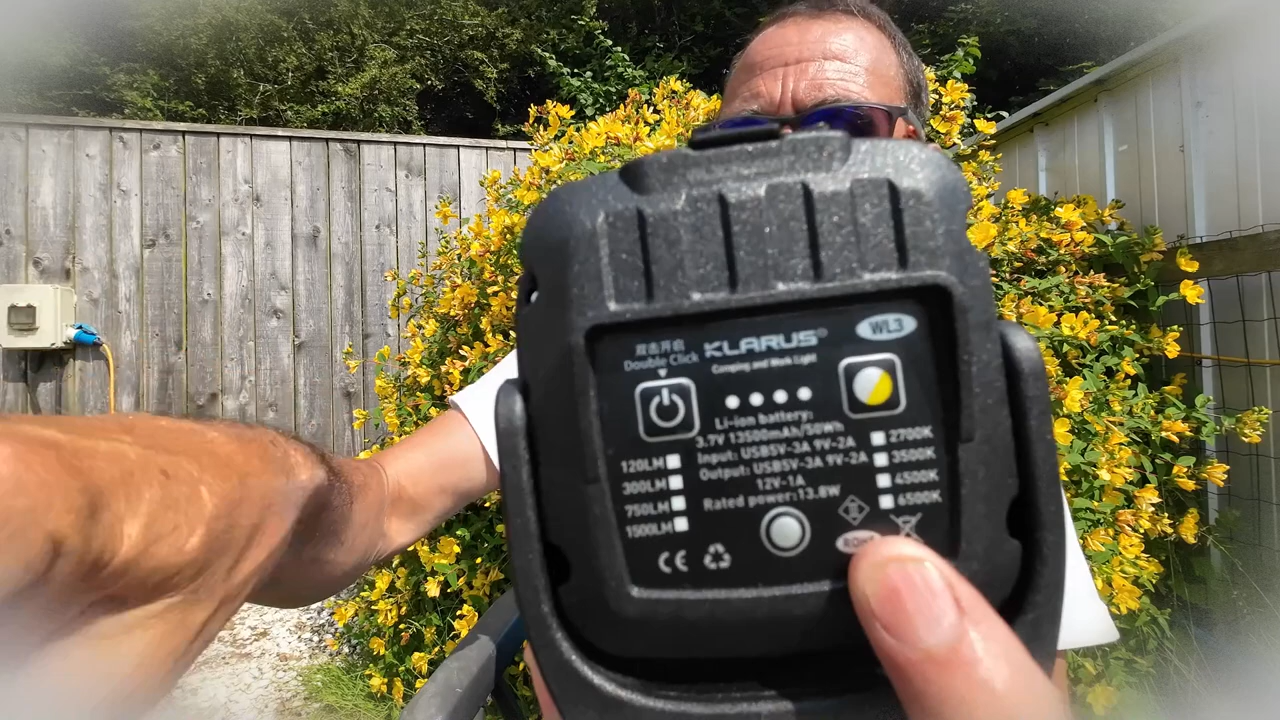 WL3
KLARUS®
Camping and Work Light
双击开启
Double Click
Li-ion battery:
3.7V 13500mAh/50Wh
Input: USB5V-3A 9V-2A
Output: USB5V-3A 9V-2A
12V-1A
Rated power:13.8W
120LM
300LM
750LM
1500LM
2700K
3500K
4500K
6500K
CE
ROHS